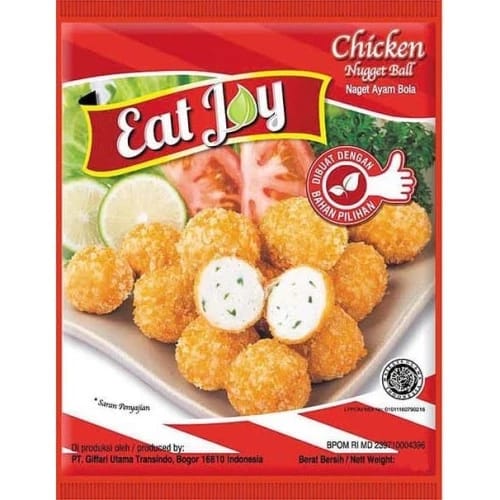 Chicken
Nugget Ball
Naget Ayam Bola
Eat Joy
DIBUAT DENGAN
BAHAN PILIHAN
* Saran Penyajian
Di produksi oleh / produced by:
PT. Giffari Utama Transindo, Bogor 16810 Indonesia
BPOM RI MD 239710004396
Berat Bersih / Nett Weight: